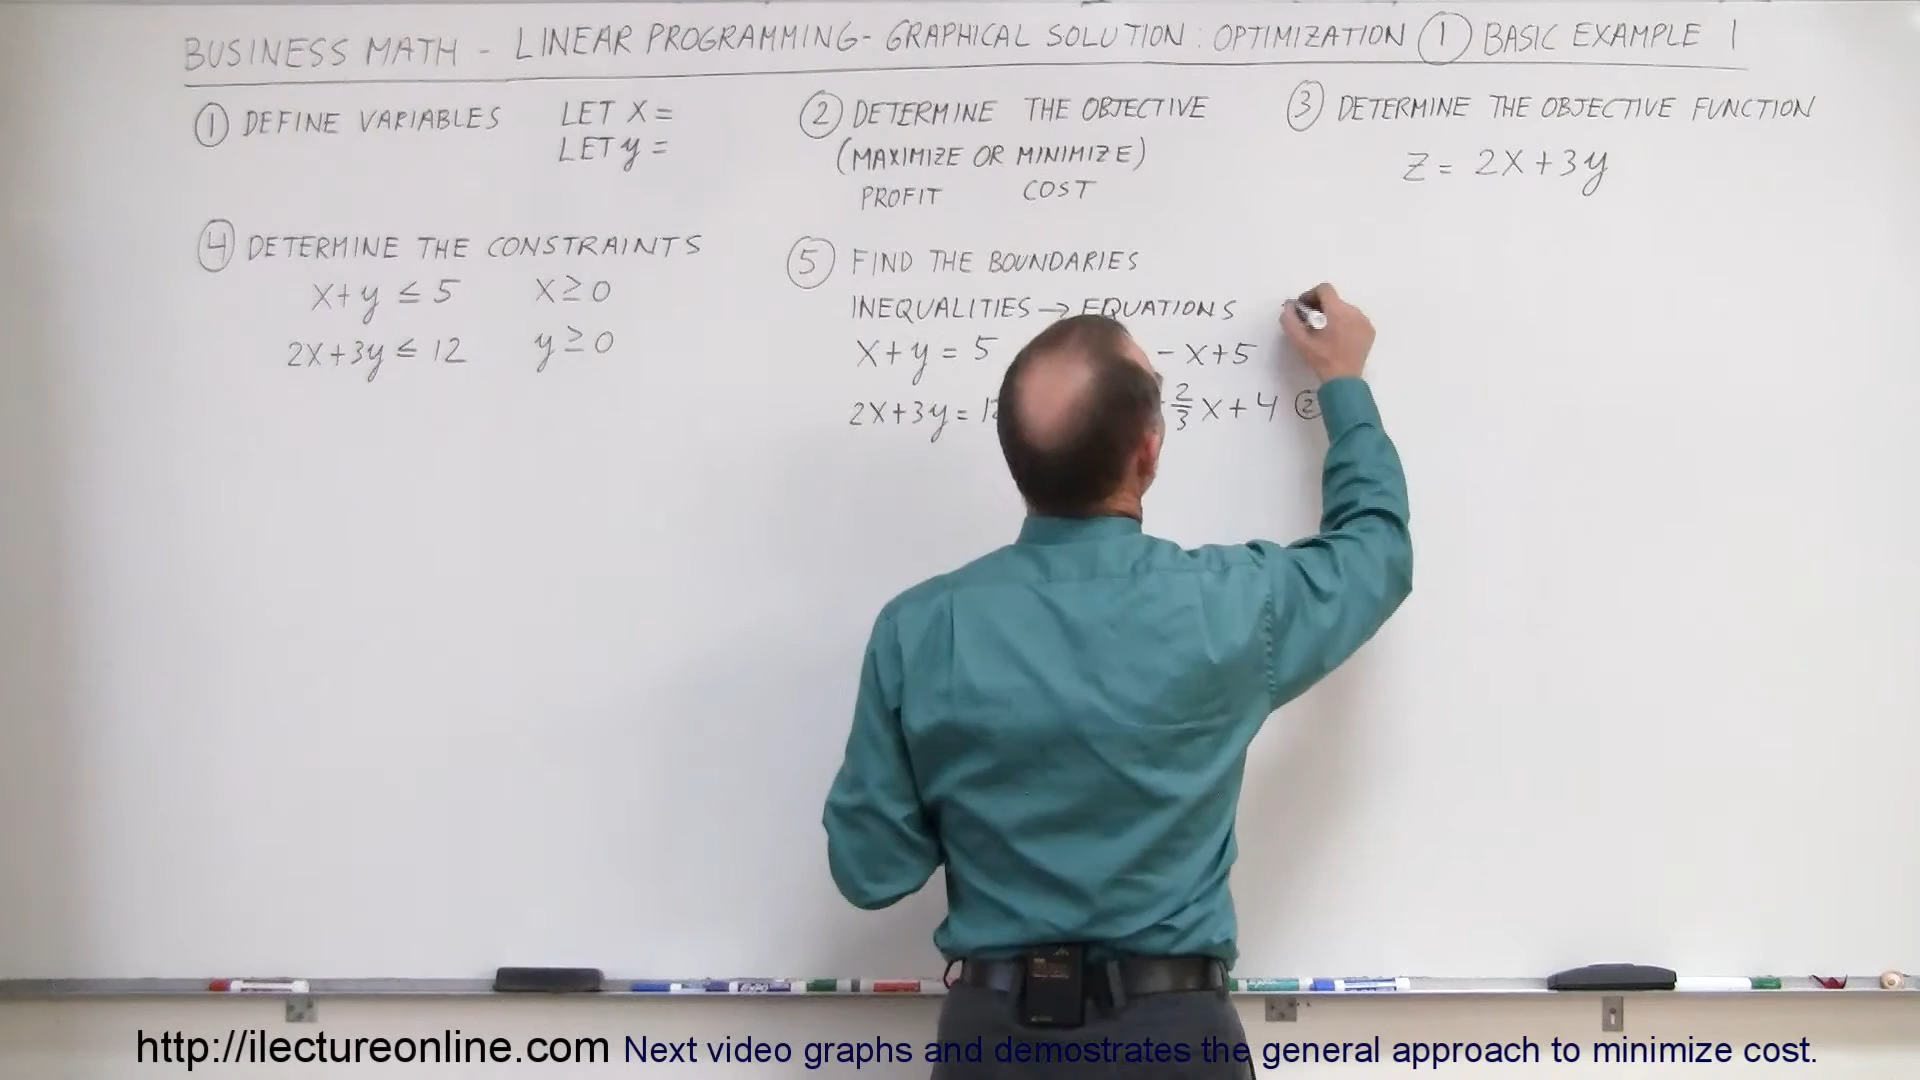 BUSINESS MATH - LINEAR PROGRAMMING - GRAPHICAL SOLUTION : OPTIMIZATION ① BASIC EXAMPLE 1
① DEFINE VARIABLES LET X =
LET y =
② DETERMINE THE OBJECTIVE
(MAXIMIZE OR MINIMIZE)
PROFIT COST
③ DETERMINE THE OBJECTIVE FUNCTION
Z = 2X + 3y
④ DETERMINE THE CONSTRAINTS
X + y ≤ 5 X ≥ 0
2X + 3y ≤ 12 y ≥ 0
⑤ FIND THE BOUNDARIES
INEQUALITIES → EQUATIONS
X + y = 5 - X + 5
2X + 3y = 12 - 2/3 X + 4 ②
http://ilectureonline.com Next video graphs and demostrates the general approach to minimize cost.